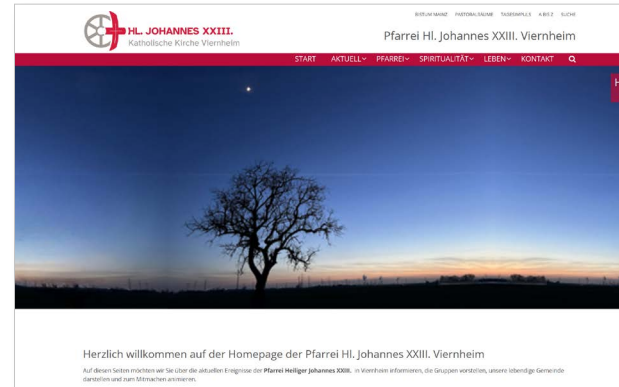 BISTUM MAINZ PASTORALRÄUME TAGESIMPULS A BIS Z SUCHE
HL. JOHANNES XXIII.
Katholische Kirche Viernheim
Pfarrei Hl. Johannes XXIII. Viernheim
START AKTUELL PFARREI SPIRITUALITÄT LEBEN KONTAKT
H
Herzlich willkommen auf der Homepage der Pfarrei Hl. Johannes XXIII. Viernheim
Auf diesen Seiten möchten wir Sie über die aktuellen Ereignisse der Pfarrei Heiliger Johannes XXIII. in Viernheim informieren, die Gruppen vorstellen, unsere lebendige Gemeinde
darstellen und zum Mitmachen animieren.